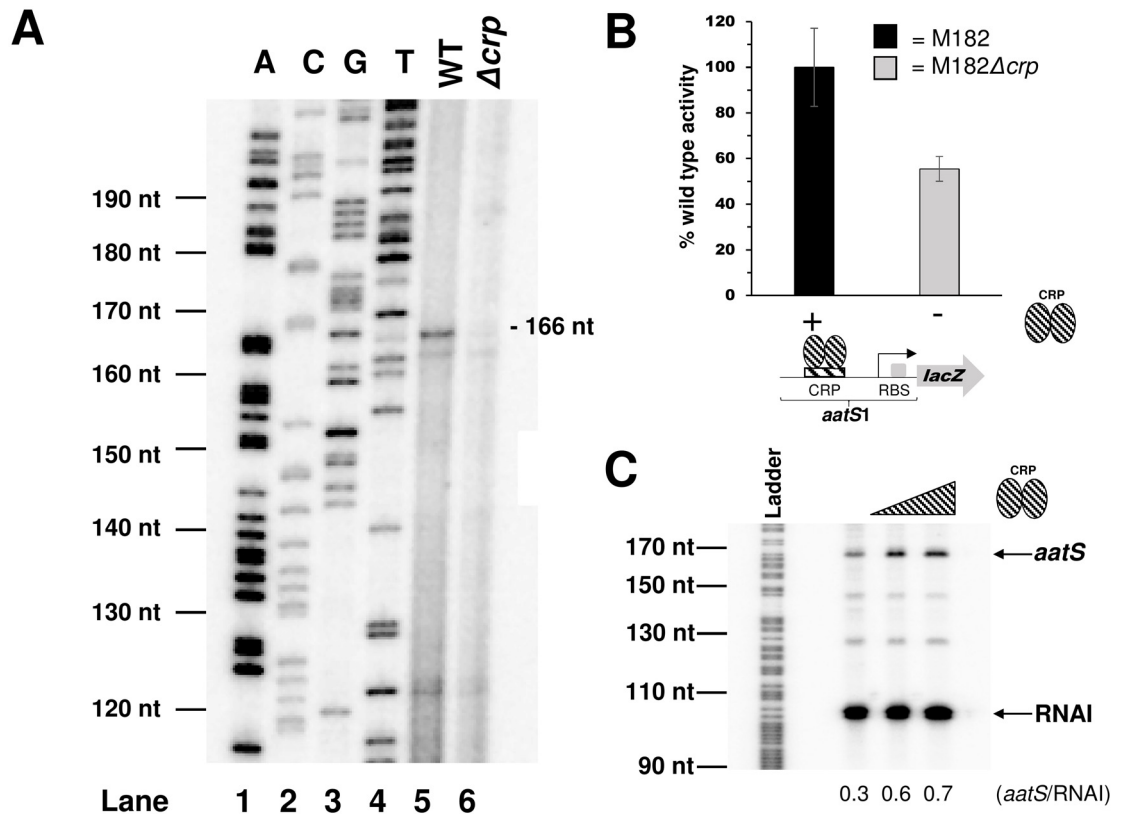 A
A C G T WT Δcrp
190 nt
180 nt
170 nt
- 166 nt
160 nt
150 nt
140 nt
130 nt
120 nt
Lane 1 2 3 4 5 6
B
% wild type activity
120
100
80
60
40
20
0
= M182
= M182Δcrp
+ -
CRP
CRP RBS lacZ
aatS1
C
Ladder
CRP
170 nt
150 nt
130 nt
110 nt
90 nt
aatS
RNAI
0.3 0.6 0.7 (aatS/RNAI)